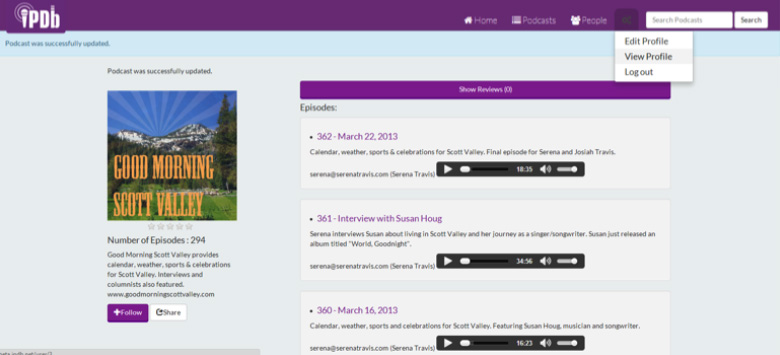 iPDb
Home
Podcasts
People
Search Podcasts
Search
Edit Profile
View Profile
Log out
Podcast was successfully updated.
Podcast was successfully updated.
GOOD MORNING
SCOTT VALLEY
Number of Episodes : 294
Good Morning Scott Valley provides
calendar, weather, sports & celebrations
for Scott Valley. Interviews and
columnists also featured.
www.goodmorningscottvalley.com
Follow
Share
Show Reviews (0)
Episodes:
362 - March 22, 2013
Calendar, weather, sports & celebrations for Scott Valley. Final episode for Serena and Josiah Travis.
serena@serenatravis.com (Serena Travis)
18:35
361 - Interview with Susan Houg
Serena interviews Susan about living in Scott Valley and her journey as a singer/songwriter. Susan just released an
album titled "World, Goodnight".
serena@serenatravis.com (Serena Travis)
34:56
360 - March 16, 2013
Calendar, weather, sports and celebrations for Scott Valley. Featuring Susan Houg, musician and songwriter.
serena@serenatravis.com (Serena Travis)
16:23